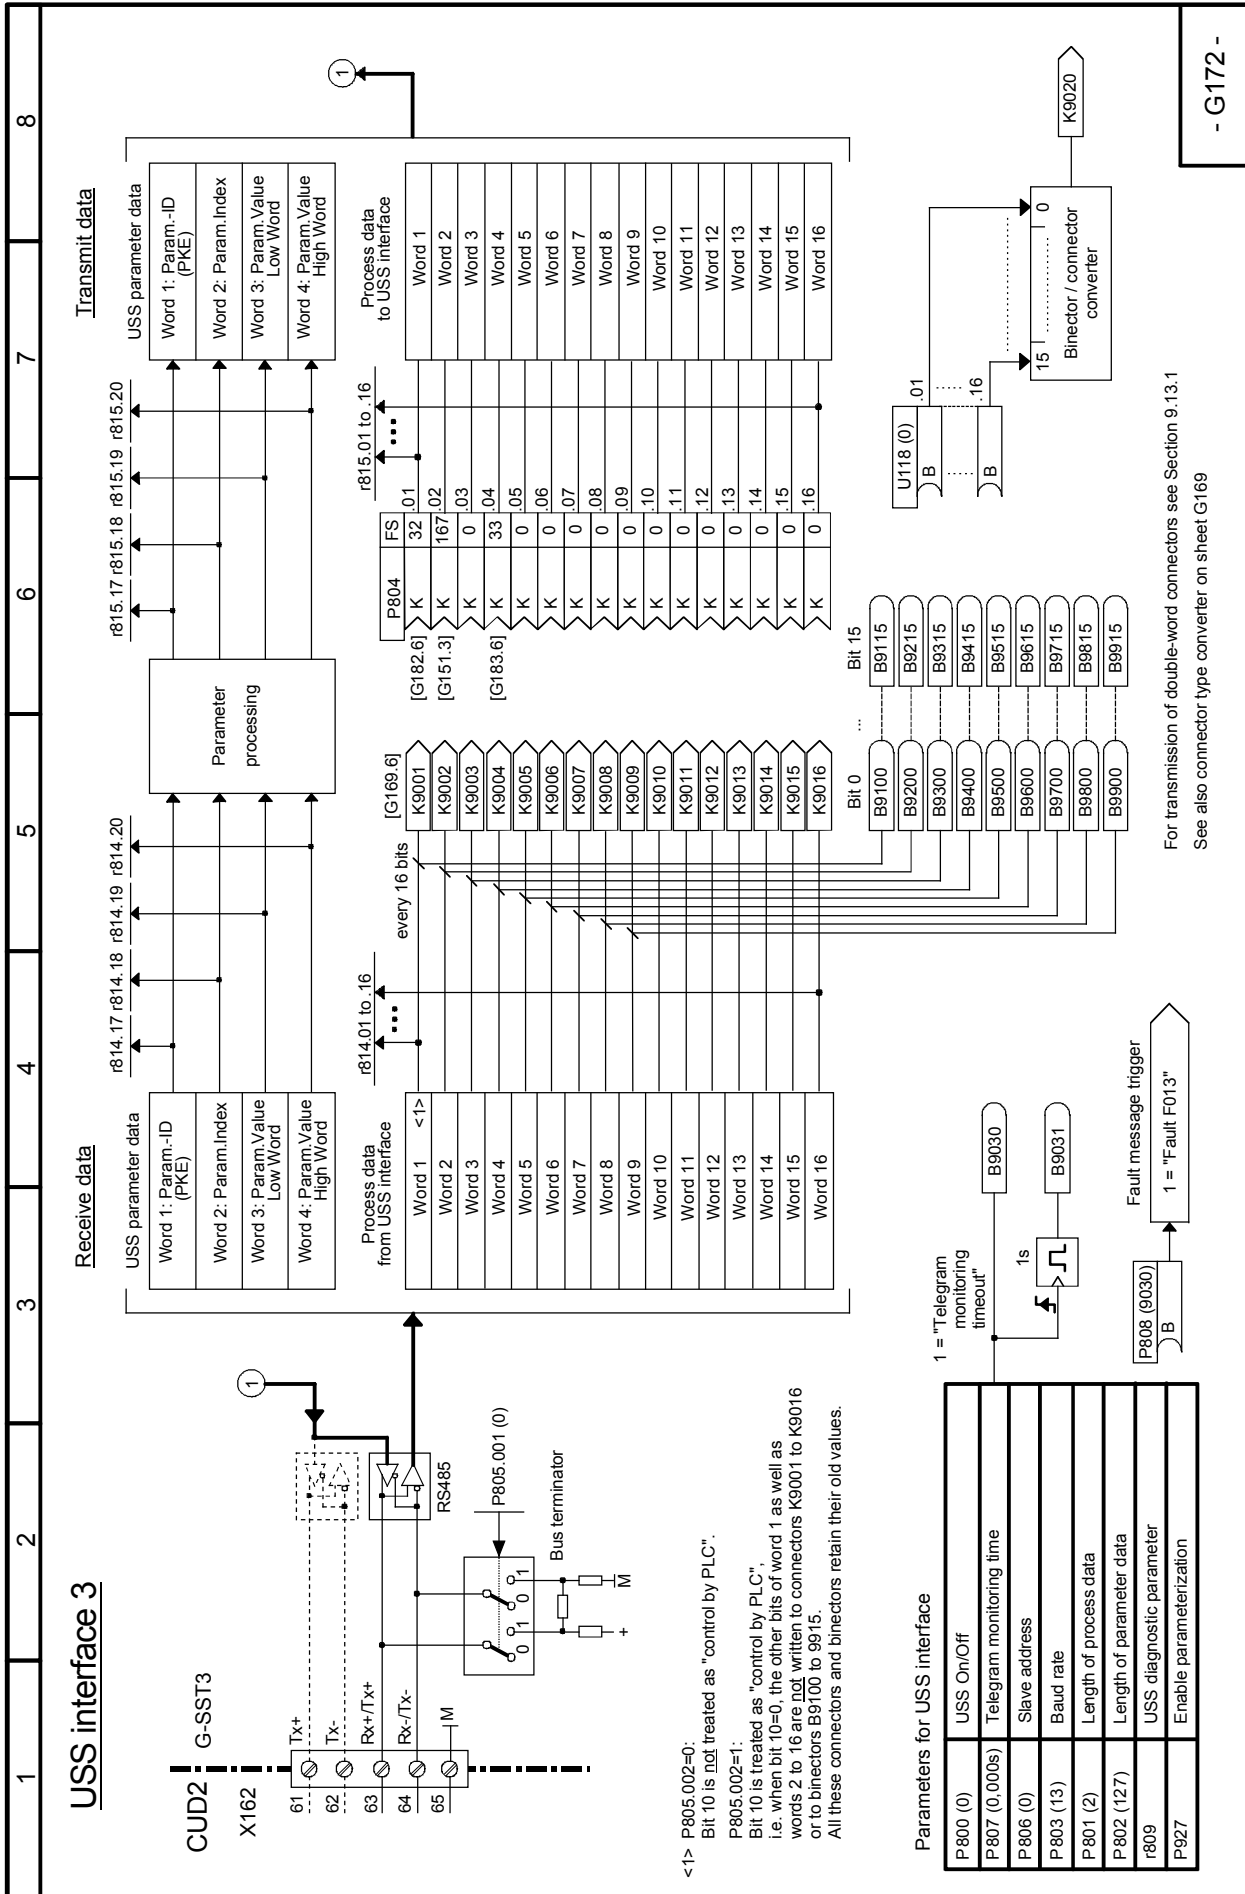 1 2 3 4 5 6 7 8
USS interface 3
CUD2
G-SST3
X162
61
62
63
64
65
Tx+
Tx-
Rx+/Tx+
Rx-/Tx-
M
RS485
1
P805.001 (0)
Bus terminator
0 1 0 1
+
M
<1> P805.002=0:
Bit 10 is not treated as "control by PLC".
P805.002=1:
Bit 10 is treated as "control by PLC",
i.e. when bit 10=0, the other bits of word 1 as well as
words 2 to 16 are not written to connectors K9001 to K9016
or to binectors B9100 to 9915.
All these connectors and binectors retain their old values.
Parameters for USS interface
P800 (0) USS On/Off
P807 (0,000s) Telegram monitoring time
P806 (0) Slave address
P803 (13) Baud rate
P801 (2) Length of process data
P802 (127) Length of parameter data
r809 USS diagnostic parameter
P927 Enable parameterization
Receive data
USS parameter data
Word 1: Param.-ID
(PKE)
Word 2: Param.Index
Word 3: Param.Value
Low Word
Word 4: Param.Value
High Word
r814.17 r814.18 r814.19 r814.20
Process data
from USS interface
Word 1 <1>
Word 2
Word 3
Word 4
Word 5
Word 6
Word 7
Word 8
Word 9
Word 10
Word 11
Word 12
Word 13
Word 14
Word 15
Word 16
r814.01 to .16
every 16 bits
[G169.6]
K9001
K9002
K9003
K9004
K9005
K9006
K9007
K9008
K9009
K9010
K9011
K9012
K9013
K9014
K9015
K9016
Bit 0 ... Bit 15
B9100 B9115
B9200 B9215
B9300 B9315
B9400 B9415
B9500 B9515
B9600 B9615
B9700 B9715
B9800 B9815
B9900 B9915
1 = "Telegram
monitoring
timeout"
B9030
1s
B9031
Fault message trigger
P808 (9030)
B
1 = "Fault F013"
Parameter
processing
r815.17 r815.18 r815.19 r815.20
Transmit data
USS parameter data
Word 1: Param.-ID
(PKE)
Word 2: Param.Index
Word 3: Param.Value
Low Word
Word 4: Param.Value
High Word
1
P804 FS
[G182.6] K 32 .01
[G151.3] K 167 .02
K 0 .03
[G183.6] K 33 .04
K 0 .05
K 0 .06
K 0 .07
K 0 .08
K 0 .09
K 0 .10
K 0 .11
K 0 .12
K 0 .13
K 0 .14
K 0 .15
K 0 .16
r815.01 to .16
Process data
to USS interface
Word 1
Word 2
Word 3
Word 4
Word 5
Word 6
Word 7
Word 8
Word 9
Word 10
Word 11
Word 12
Word 13
Word 14
Word 15
Word 16
U118 (0)
B .01
B .16
15 0
Binector / connector
converter
K9020
For transmission of double-word connectors see Section 9.13.1
See also connector type converter on sheet G169
- G172 -